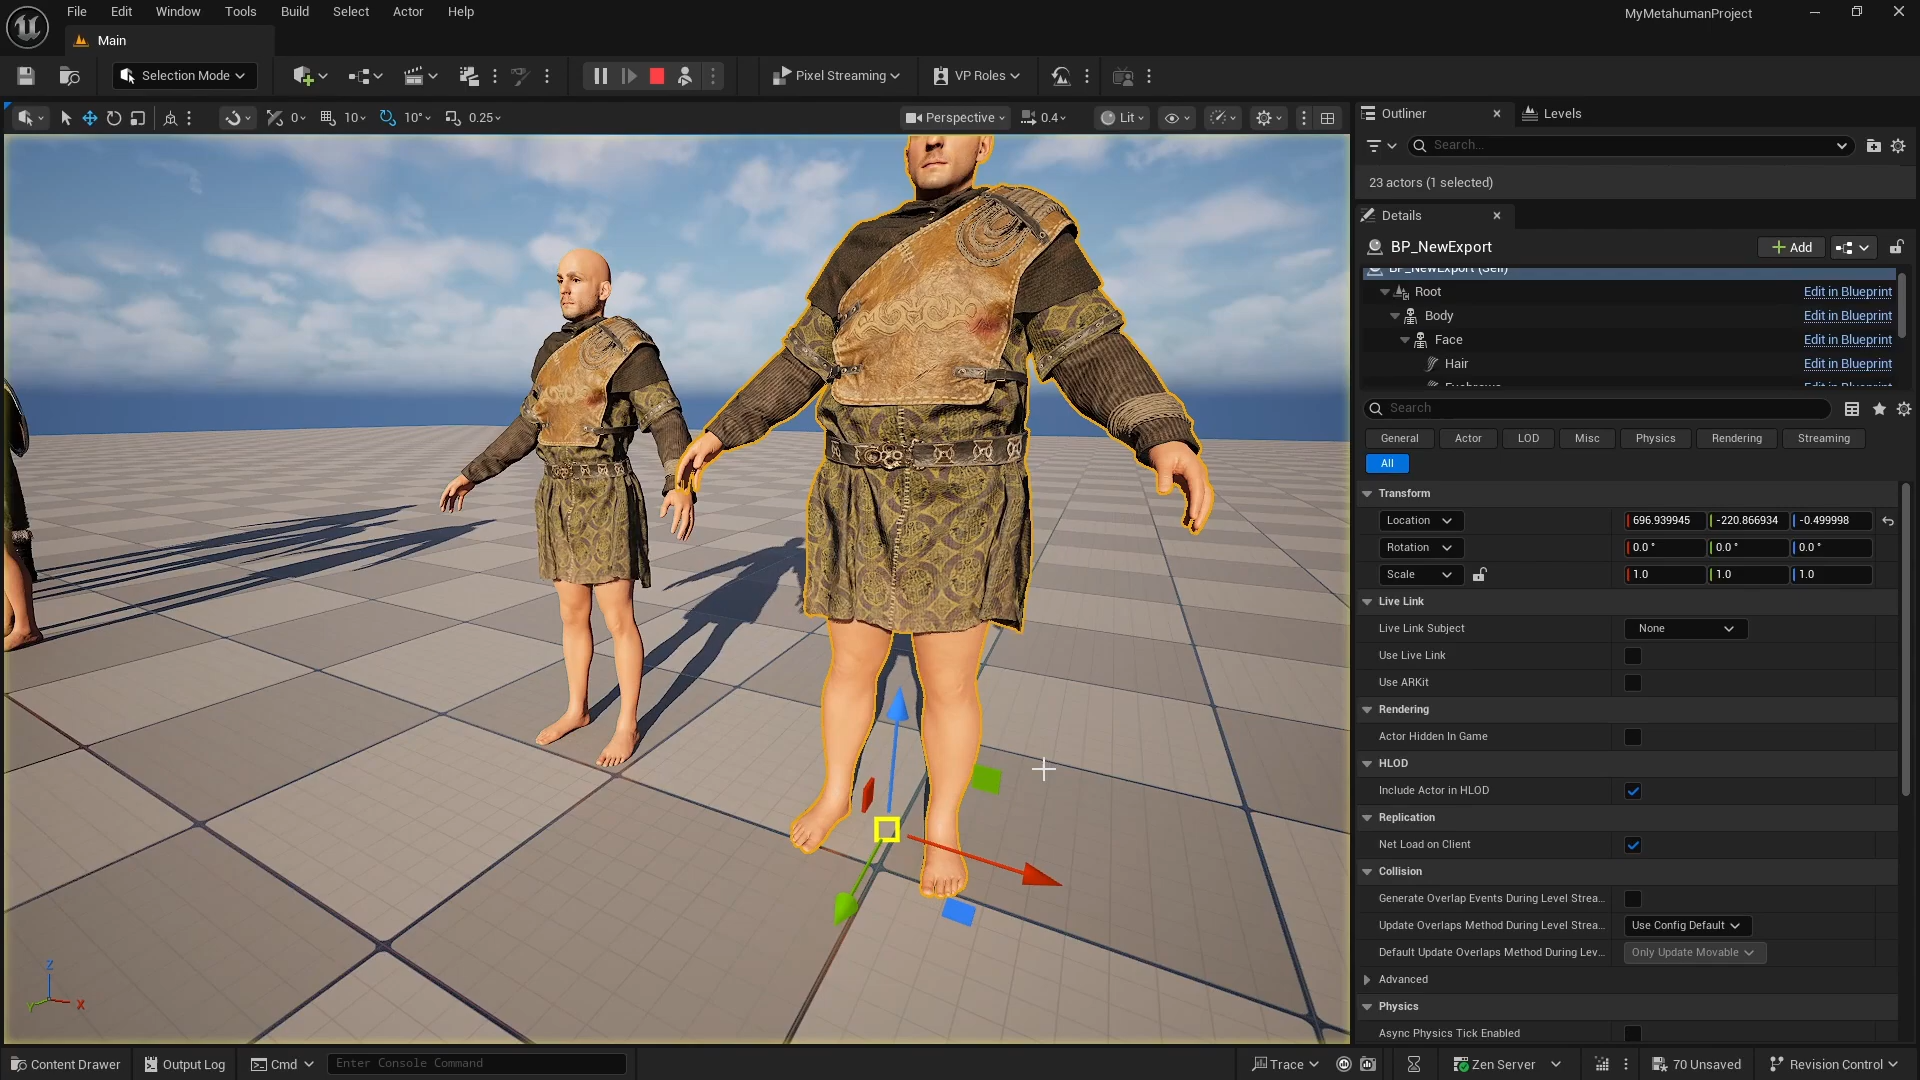 File Edit Window Tools Build Select Actor Help
MyMetahumanProject
Main
Selection Mode
Pixel Streaming
VP Roles
0 10 10° 0.25
Perspective 0.4 Lit
Outliner
Levels
Search...
23 actors (1 selected)
Details
BP_NewExport
Add
BP_NewExport (Self)
Root Edit in Blueprint
Body Edit in Blueprint
Face Edit in Blueprint
Hair Edit in Blueprint
Eyebrows Edit in Blueprint
Search
General Actor LOD Misc Physics Rendering Streaming
All
Transform
Location 696.939945 -220.866934 -0.499998
Rotation 0.0 ° 0.0 ° 0.0 °
Scale 1.0 1.0 1.0
Live Link
Live Link Subject None
Use Live Link
Use ARKit
Rendering
Actor Hidden In Game
HLOD
Include Actor in HLOD
Replication
Net Load on Client
Collision
Generate Overlap Events During Level Strea...
Update Overlaps Method During Level Strea... Use Config Default
Default Update Overlaps Method During Lev... Only Update Movable
Advanced
Physics
Async Physics Tick Enabled
Z
Y
X
Content Drawer Output Log Cmd Enter Console Command
Trace Zen Server 70 Unsaved Revision Control